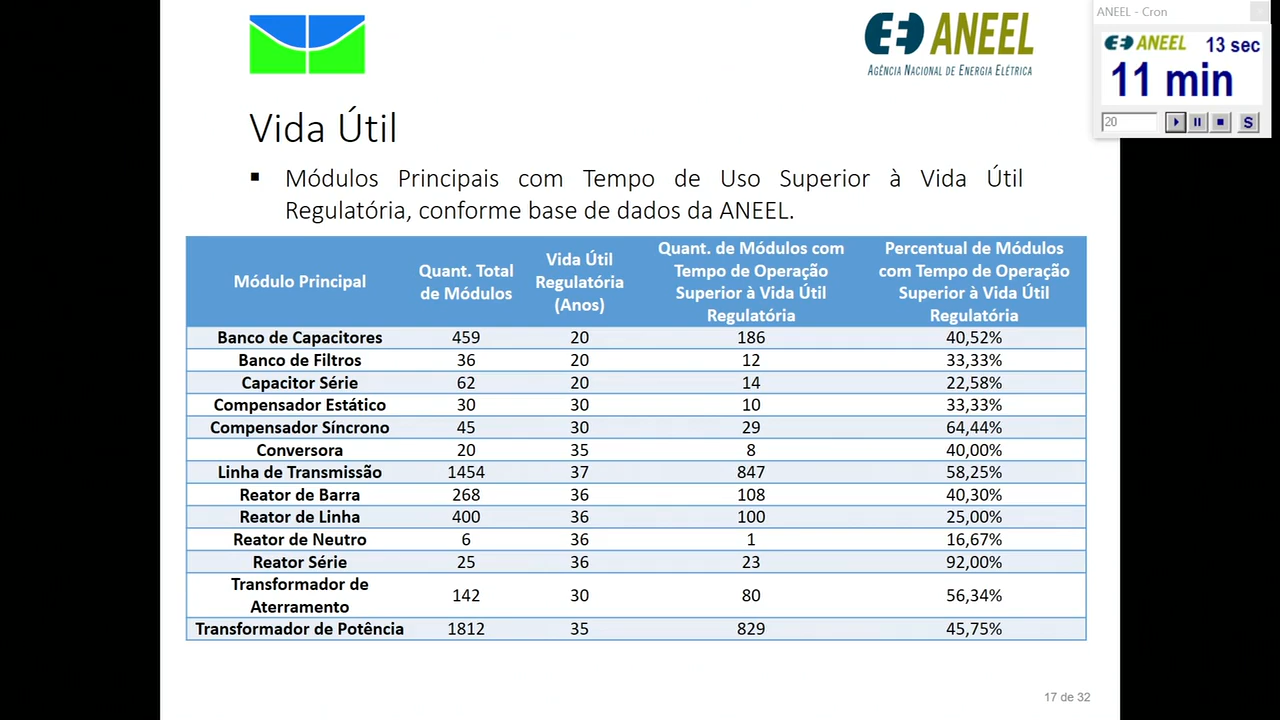 ANEEL
AGÊNCIA NACIONAL DE ENERGIA ELÉTRICA
ANEEL - Cron
ANEEL 13 sec
11 min
20
S
Vida Útil
▪ Módulos Principais com Tempo de Uso Superior à Vida Útil
Regulatória, conforme base de dados da ANEEL.
Módulo Principal
Quant. Total
de Módulos
Vida Útil
Regulatória
(Anos)
Quant. de Módulos com
Tempo de Operação
Superior à Vida Útil
Regulatória
Percentual de Módulos
com Tempo de Operação
Superior à Vida Útil
Regulatória
Banco de Capacitores 459 20 186 40,52%
Banco de Filtros 36 20 12 33,33%
Capacitor Série 62 20 14 22,58%
Compensador Estático 30 30 10 33,33%
Compensador Síncrono 45 30 29 64,44%
Conversora 20 35 8 40,00%
Linha de Transmissão 1454 37 847 58,25%
Reator de Barra 268 36 108 40,30%
Reator de Linha 400 36 100 25,00%
Reator de Neutro 6 36 1 16,67%
Reator Série 25 36 23 92,00%
Transformador de
Aterramento 142 30 80 56,34%
Transformador de Potência 1812 35 829 45,75%
17 de 32